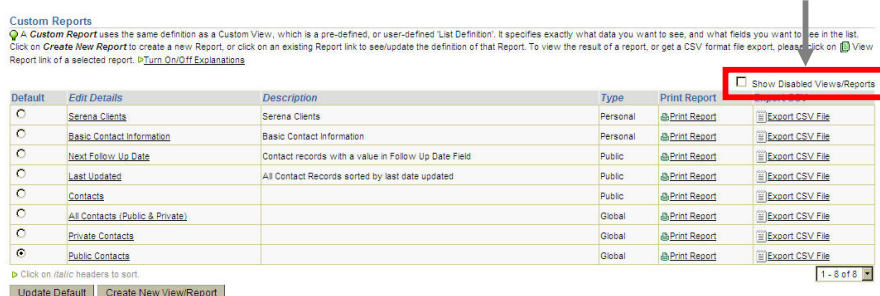 Custom Reports
A Custom Report uses the same definition as a Custom View, which is a pre-defined, or user-defined 'List Definition'. It specifies exactly what data you want to see, and what fields you want to see in the list.
Click on Create New Report to create a new Report, or click on an existing Report link to see/update the definition of that Report. To view the result of a report, or get a CSV format file export, please click on View
Report link of a selected report. Turn On/Off Explanations
Show Disabled Views/Reports
Default Edit Details Description Type Print Report Export CSV
Serena Clients Serena Clients Personal Print Report Export CSV File
Basic Contact Information Basic Contact Information Personal Print Report Export CSV File
Next Follow Up Date Contact records with a value in Follow Up Date Field Public Print Report Export CSV File
Last Updated All Contact Records sorted by last date updated Public Print Report Export CSV File
Contacts Public Print Report Export CSV File
All Contacts (Public & Private) Global Print Report Export CSV File
Private Contacts Global Print Report Export CSV File
Public Contacts Global Print Report Export CSV File
Click on italic headers to sort. 1 - 8 of 8
Update Default Create New View/Report